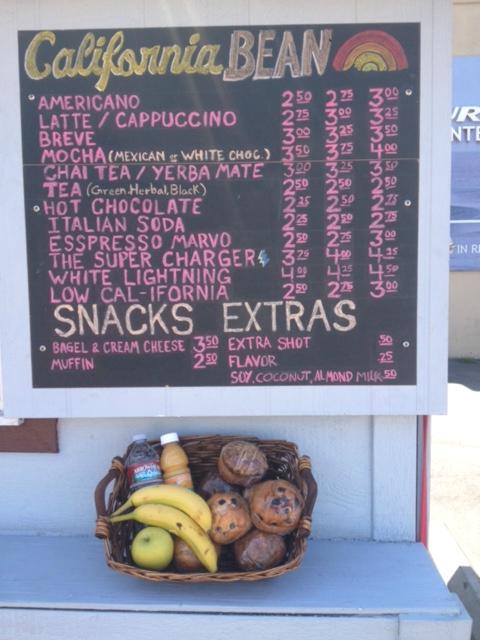 California BEAN
AMERICANO 2 50 2 75 3 00
LATTE / CAPPUCCINO 2 75 3 00 3 25
BREVE 3 00 3 25 3 50
MOCHA (MEXICAN or WHITE CHOC.) 3 50 3 75 4 00
CHAI TEA / YERBA MATE 3 00 3 25 3 50
TEA (Green, Herbal, Black) 2 50 2 50 2 50
HOT CHOCOLATE 2 25 2 50 2 75
ITALIAN SODA 2 25 2 50 2 75
ESSPRESSO MARVO 2 50 2 75 3 00
THE SUPER CHARGER 3 75 4 00 4 25
WHITE LIGHTNING 4 00 4 25 4 50
LOW CAL-IFORNIA 2 50 2 75 3 00
SNACKS EXTRAS
BAGEL & CREAM CHEESE 3 50 EXTRA SHOT .50
MUFFIN 2 50 FLAVOR .25
SOY, COCONUT, ALMOND MILK .50